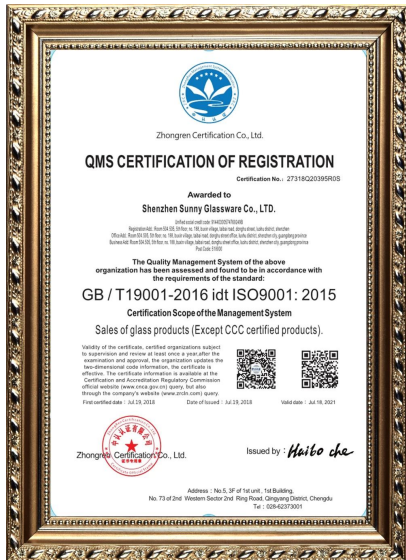 Zhongren Certification Co., Ltd.
QMS CERTIFICATION OF REGISTRATION
Certification No.: 27318Q20395R0S
Awarded to
Shenzhen Sunny Glassware Co., LTD.
The Quality Management System of the above
organization has been assessed and found to be in accordance with
the requirements of the standard:
GB / T19001-2016 idt ISO9001: 2015
Certification Scope of the Management System
Sales of glass products (Except CCC certified products).
Validity of the certificate, certified organizations subject
to supervision and review at least once a year,after the
examination and approval, the organization updates the
two-dimensional code information, the certificate is
effective. The certificate information is available at the
Certification and Accreditation Regulatory Commission
officiel website (www.cnca.gov.cn) query, but also
through the company's website (www.zrcln.com) query.
First certified date : Jul.19, 2018
Date of Issued : Jul.19, 2018
Valid date : Jul.18, 2021
Zhongren Certification Co., Ltd.
Issued by : Haibo che
Address : No.5, 3F of 1st unit , 1st Building,
No. 73 of 2nd Western Sector 2nd Ring Road, Qingyang District, Chengdu
Tel : 028-62373001